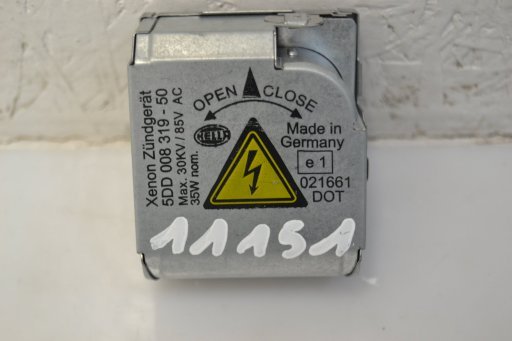 OPEN CLOSE
Xenon Zündgerät
5DD 008 319 - 50
Max. 30KV / 85V AC
35W nom.
HELLA
Made in
Germany
e 1
021661
DOT
11151